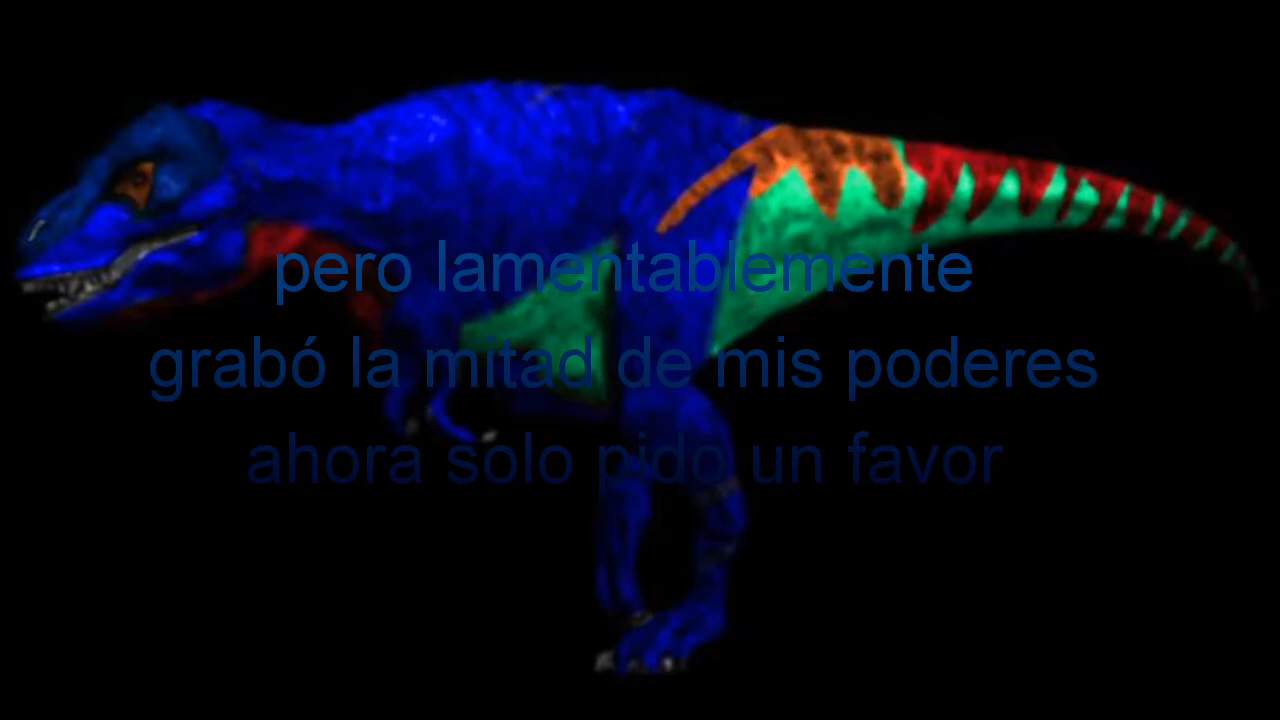 pero lamentablemente
grabó la mitad de mis poderes
ahora solo pido un favor